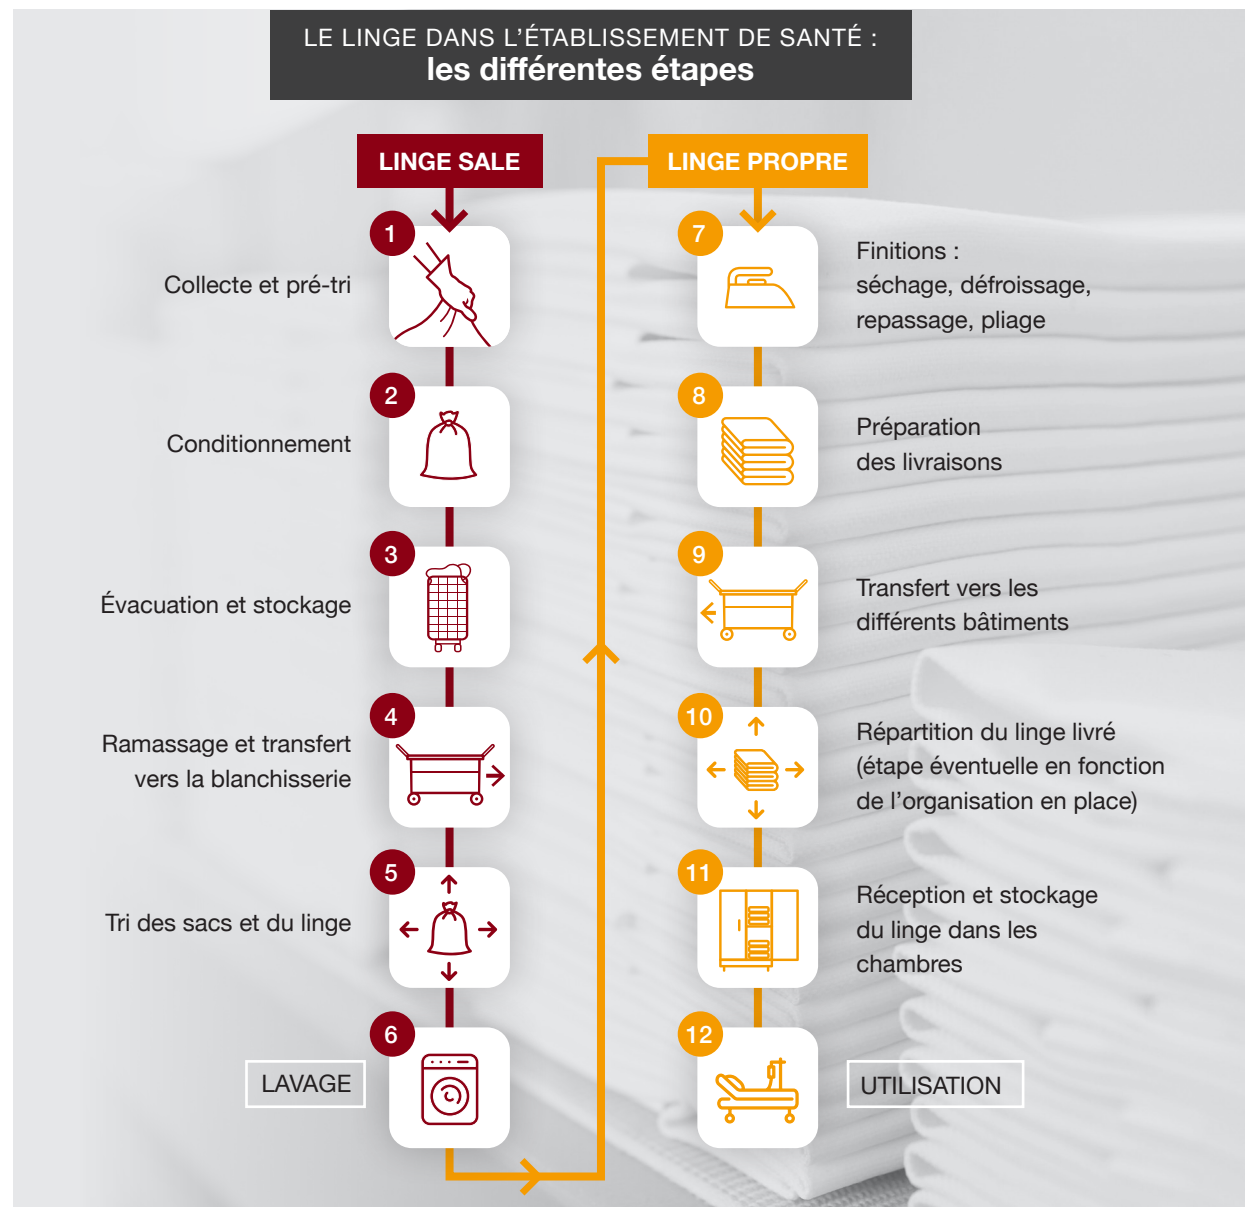 LE LINGE DANS L'ÉTABLISSEMENT DE SANTÉ :
les différentes étapes
LINGE SALE
1
Collecte et pré-tri
2
Conditionnement
3
Évacuation et stockage
4
Ramassage et transfert
vers la blanchisserie
5
Tri des sacs et du linge
6
LAVAGE
LINGE PROPRE
7
Finitions :
séchage, défroissage,
repassage, pliage
8
Préparation
des livraisons
9
Transfert vers les
différents bâtiments
10
Répartition du linge livré
(étape éventuelle en fonction
de l'organisation en place)
11
Réception et stockage
du linge dans les
chambres
12
UTILISATION